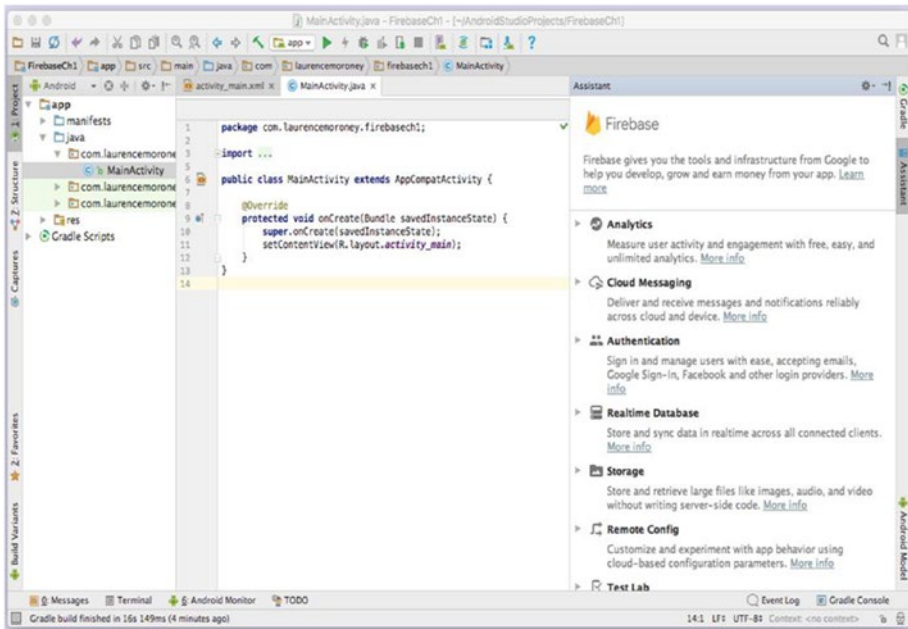 MainActivity.java - FirebaseCh1 - [~/AndroidStudioProjects/FirebaseCh1]
app
FirebaseCh1 app src main java com laurencemoroney firebasech1 MainActivity
Android
activity_main.xml × MainActivity.java ×
Assistant
1: Project
Z: Structure
Captures
2: Favorites
Build Variants
app
manifests
java
com.laurencemorone
MainActivity
com.laurencemorone
com.laurencemorone
res
Gradle Scripts
1 package com.laurencemoroney.firebasech1;
2
3 import ...
5
6 public class MainActivity extends AppCompatActivity {
7
8 @Override
9 protected void onCreate(Bundle savedInstanceState) {
10 super.onCreate(savedInstanceState);
11 setContentView(R.layout.activity_main);
12 }
13 }
14
Firebase
Firebase gives you the tools and infrastructure from Google to
help you develop, grow and earn money from your app. Learn
more
Analytics
Measure user activity and engagement with free, easy, and
unlimited analytics. More info
Cloud Messaging
Deliver and receive messages and notifications reliably
across cloud and device. More info
Authentication
Sign in and manage users with ease, accepting emails,
Google Sign-In, Facebook and other login providers. More
info
Realtime Database
Store and sync data in realtime across all connected clients.
More info
Storage
Store and retrieve large files like images, audio, and video
without writing server-side code. More info
Remote Config
Customize and experiment with app behavior using
cloud-based configuration parameters. More info
Test Lab
Gradle
Assistant
Android Model
0: Messages Terminal 6: Android Monitor TODO Event Log Gradle Console
Gradle build finished in 16s 149ms (4 minutes ago) 14:1 LF÷ UTF-8÷ Context: <no context>